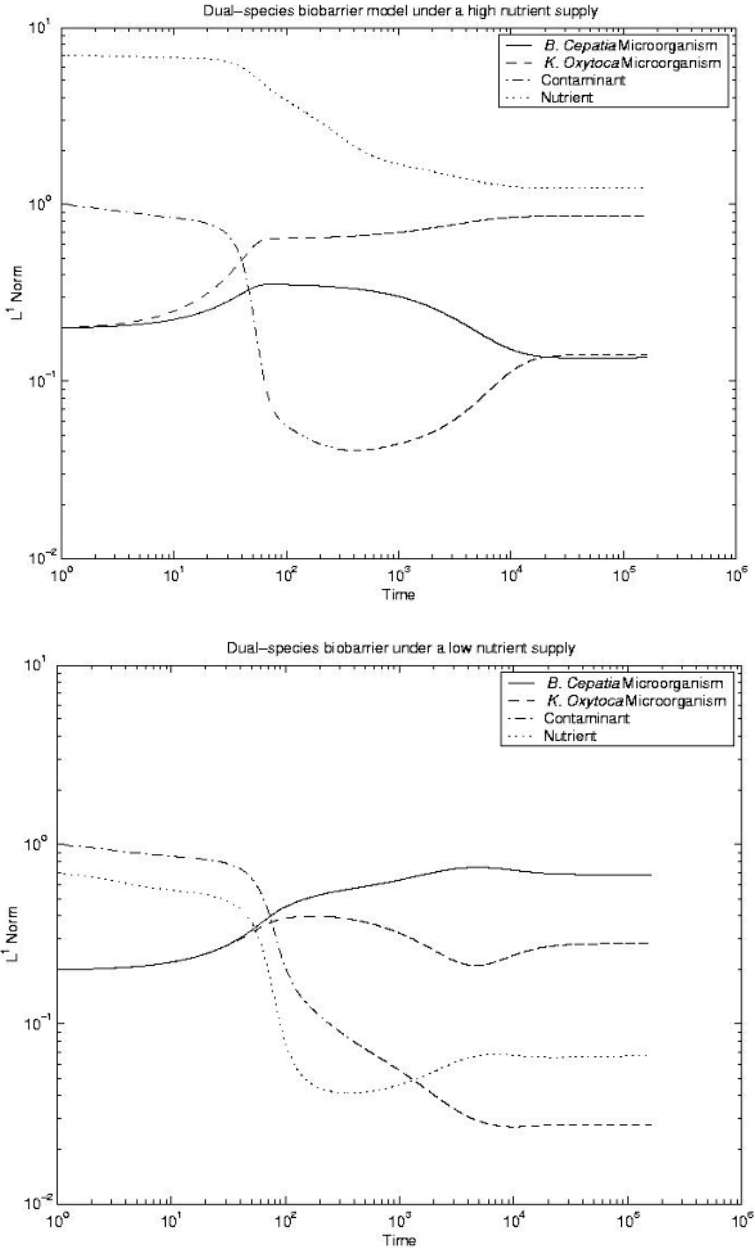 Dual-species biobarrier model under a high nutrient supply
10¹
B. Cepatia Microorganism
K. Oxytoca Microorganism
Contaminant
Nutrient
10⁰
L¹ Norm
10⁻¹
10⁻²
10⁰ 10¹ 10² 10³ 10⁴ 10⁵ 10⁶
Time
Dual-species biobarrier under a low nutrient supply
10¹
B. Cepatia Microorganism
K. Oxytoca Microorganism
Contaminant
Nutrient
10⁰
L¹ Norm
10⁻¹
10⁻²
10⁰ 10¹ 10² 10³ 10⁴ 10⁵ 10⁶
Time